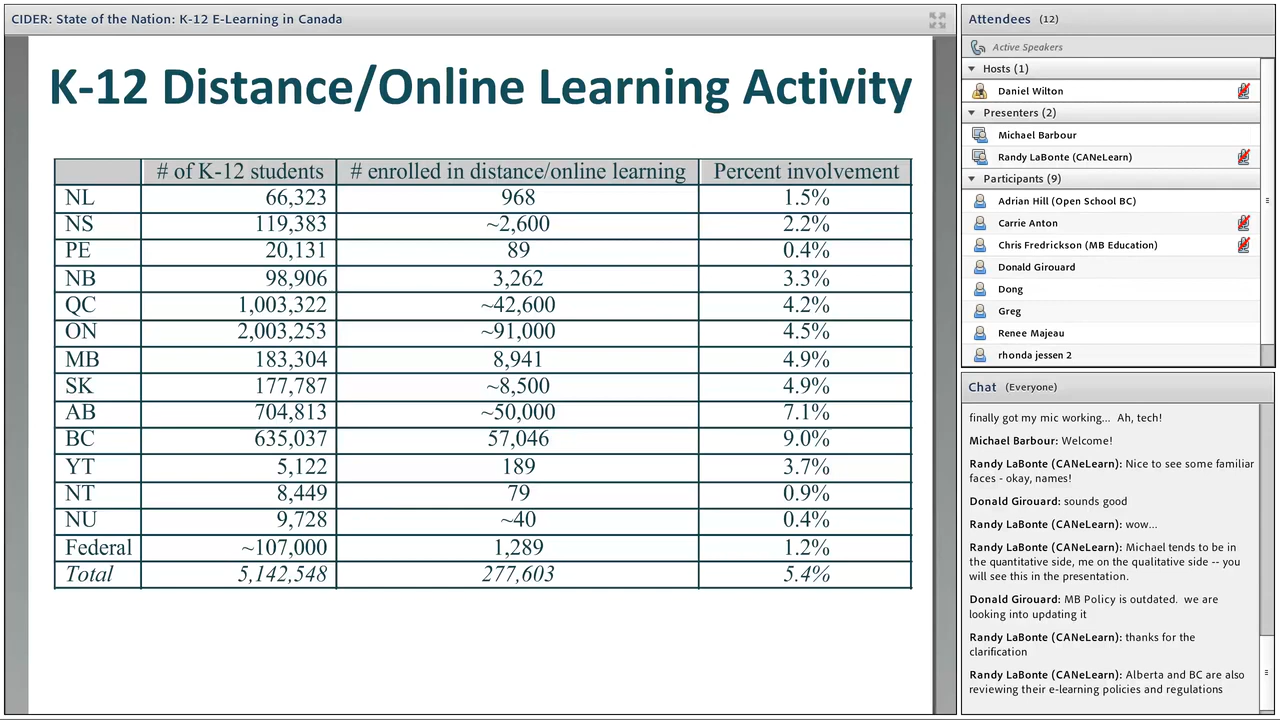 CIDER: State of the Nation: K-12 E-Learning in Canada
K-12 Distance/Online Learning Activity
# of K-12 students # enrolled in distance/online learning Percent involvement
NL 66,323 968 1.5%
NS 119,383 ~2,600 2.2%
PE 20,131 89 0.4%
NB 98,906 3,262 3.3%
QC 1,003,322 ~42,600 4.2%
ON 2,003,253 ~91,000 4.5%
MB 183,304 8,941 4.9%
SK 177,787 ~8,500 4.9%
AB 704,813 ~50,000 7.1%
BC 635,037 57,046 9.0%
YT 5,122 189 3.7%
NT 8,449 79 0.9%
NU 9,728 ~40 0.4%
Federal ~107,000 1,289 1.2%
Total 5,142,548 277,603 5.4%
Attendees (12)
Active Speakers
Hosts (1)
Daniel Wilton
Presenters (2)
Michael Barbour
Randy LaBonte (CANeLearn)
Participants (9)
Adrian Hill (Open School BC)
Carrie Anton
Chris Fredrickson (MB Education)
Donald Girouard
Dong
Greg
Renee Majeau
rhonda jessen 2
Chat (Everyone)
finally got my mic working... Ah, tech!
Michael Barbour: Welcome!
Randy LaBonte (CANeLearn): Nice to see some familiar
faces - okay, names!
Donald Girouard: sounds good
Randy LaBonte (CANeLearn): wow...
Randy LaBonte (CANeLearn): Michael tends to be in
the quantitative side, me on the qualitative side -- you
will see this in the presentation.
Donald Girouard: MB Policy is outdated. we are
looking into updating it
Randy LaBonte (CANeLearn): thanks for the
clarification
Randy LaBonte (CANeLearn): Alberta and BC are also
reviewing their e-learning policies and regulations